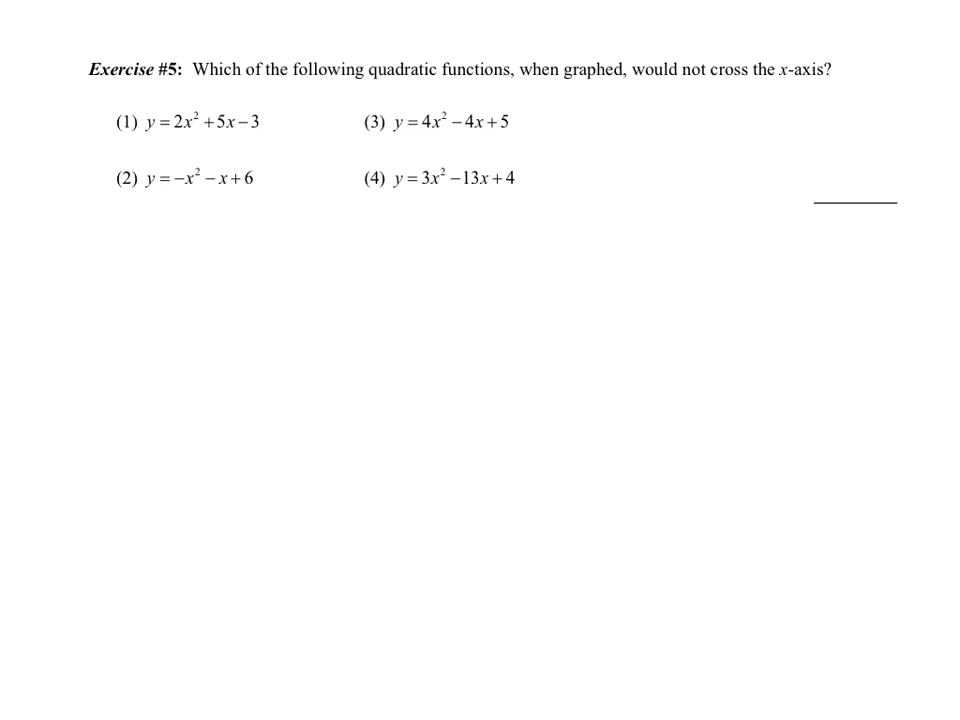 Exercise #5: Which of the following quadratic functions, when graphed, would not cross the x-axis?
(1) y = 2x² + 5x − 3 (3) y = 4x² − 4x + 5
(2) y = −x² − x + 6 (4) y = 3x² − 13x + 4